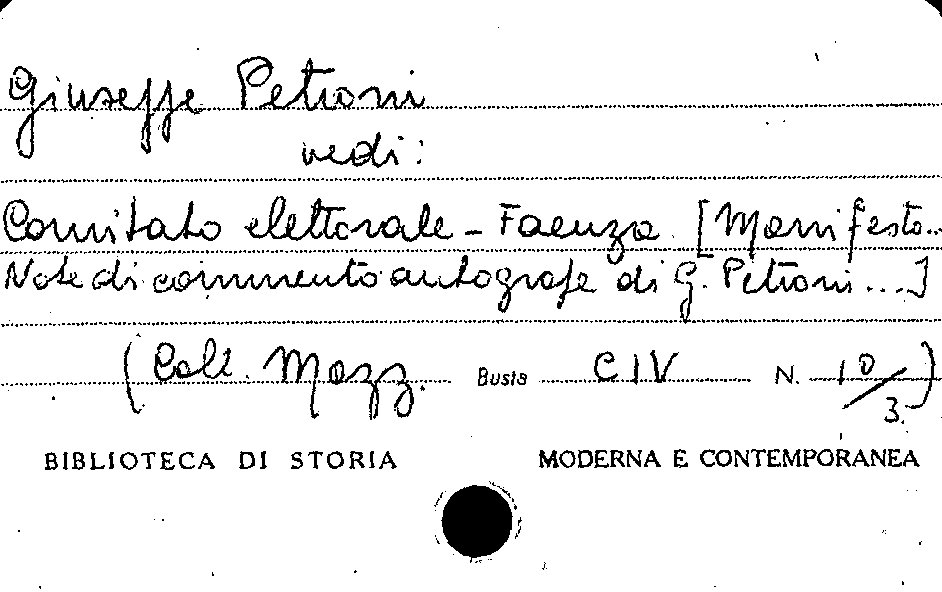 Giuseppe Petroni
vedi:
Comitato elettorale - Faenza. [Manifesto...
Note di commento autografe di G. Petroni....]
(Coll. Mazz. Busta CIV N. 10/3.)
BIBLIOTECA DI STORIA MODERNA E CONTEMPORANEA